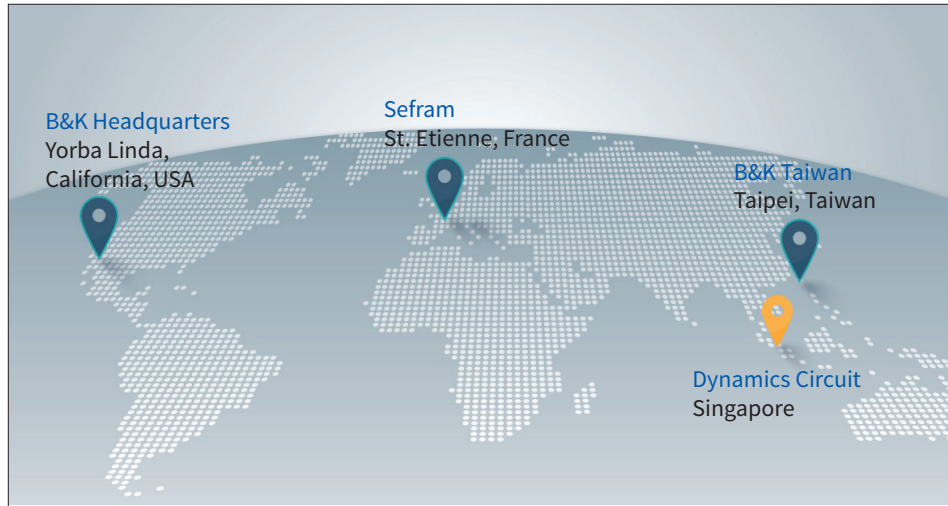 B&K Headquarters
Yorba Linda,
California, USA
Sefram
St. Etienne, France
B&K Taiwan
Taipei, Taiwan
Dynamics Circuit
Singapore